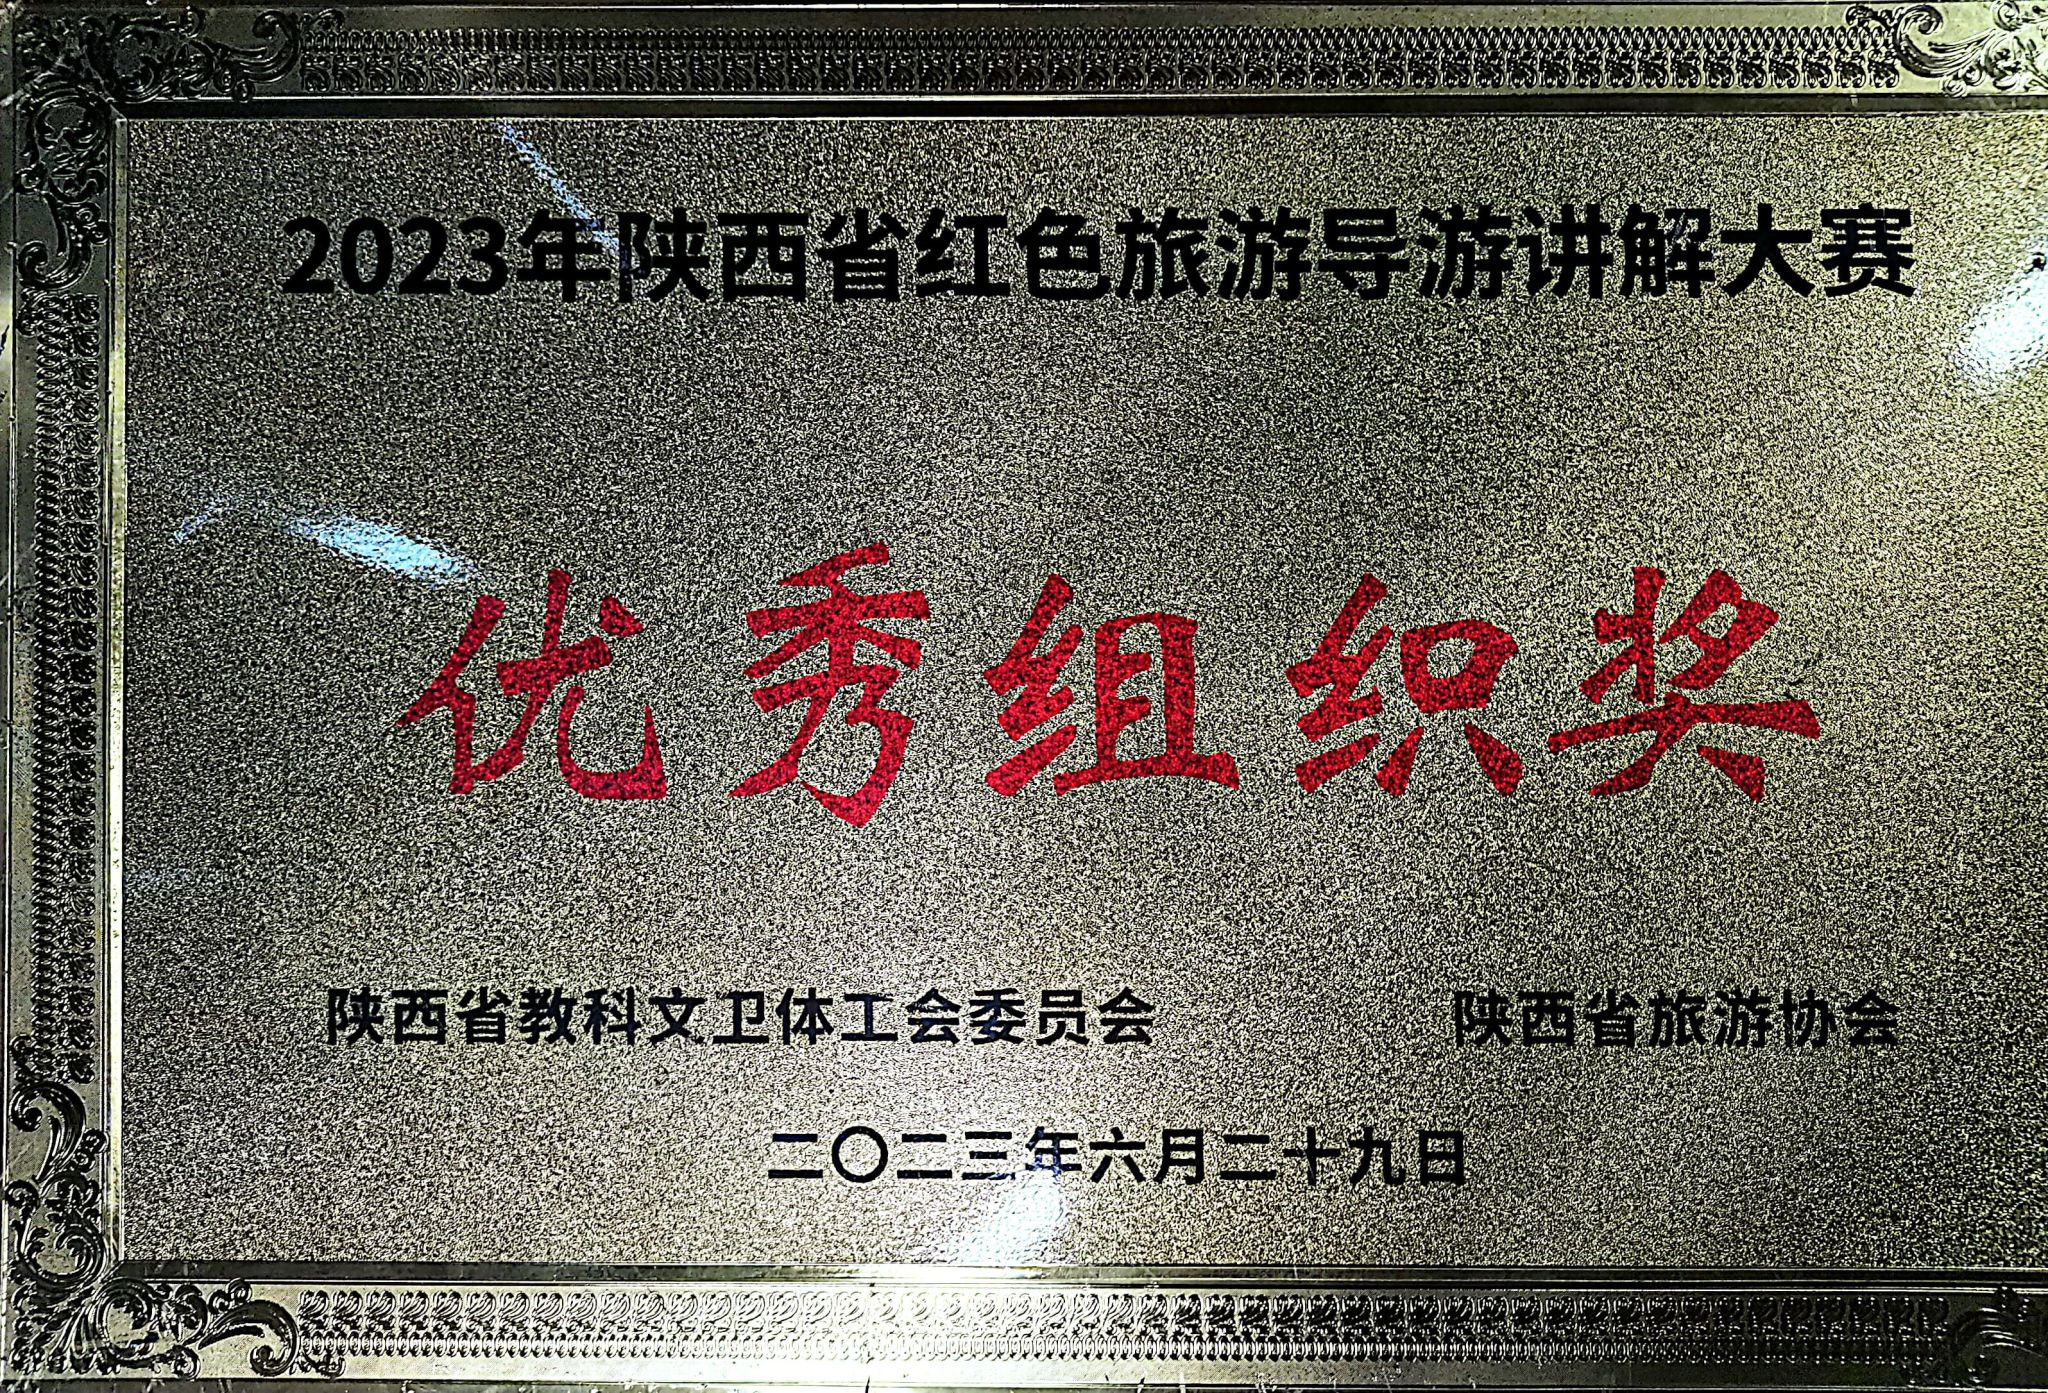 2023年陕西省红色旅游导游讲解大赛
优秀组织奖
陕西省教科文卫体工会委员会 陕西省旅游协会
二〇二三年六月二十九日